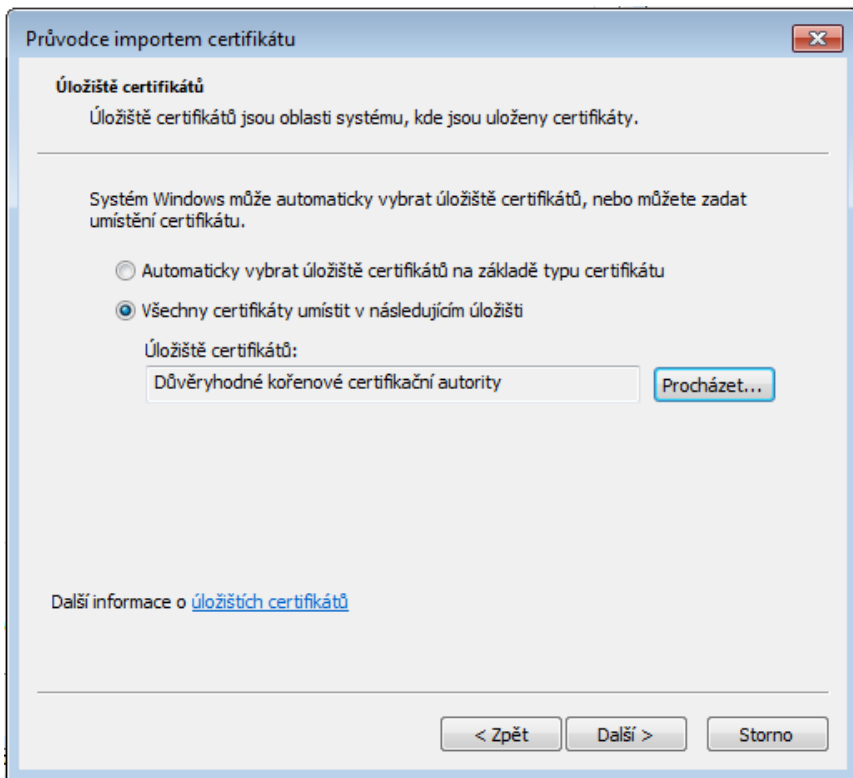 Průvodce importem certifikátu
Úložiště certifikátů
Úložiště certifikátů jsou oblasti systému, kde jsou uloženy certifikáty.
Systém Windows může automaticky vybrat úložiště certifikátů, nebo můžete zadat
umístění certifikátu.
Automaticky vybrat úložiště certifikátů na základě typu certifikátu
Všechny certifikáty umístit v následujícím úložišti
Úložiště certifikátů:
Důvěryhodné kořenové certifikační autority
Procházet...
Další informace o úložištích certifikátů
< Zpět
Další >
Storno